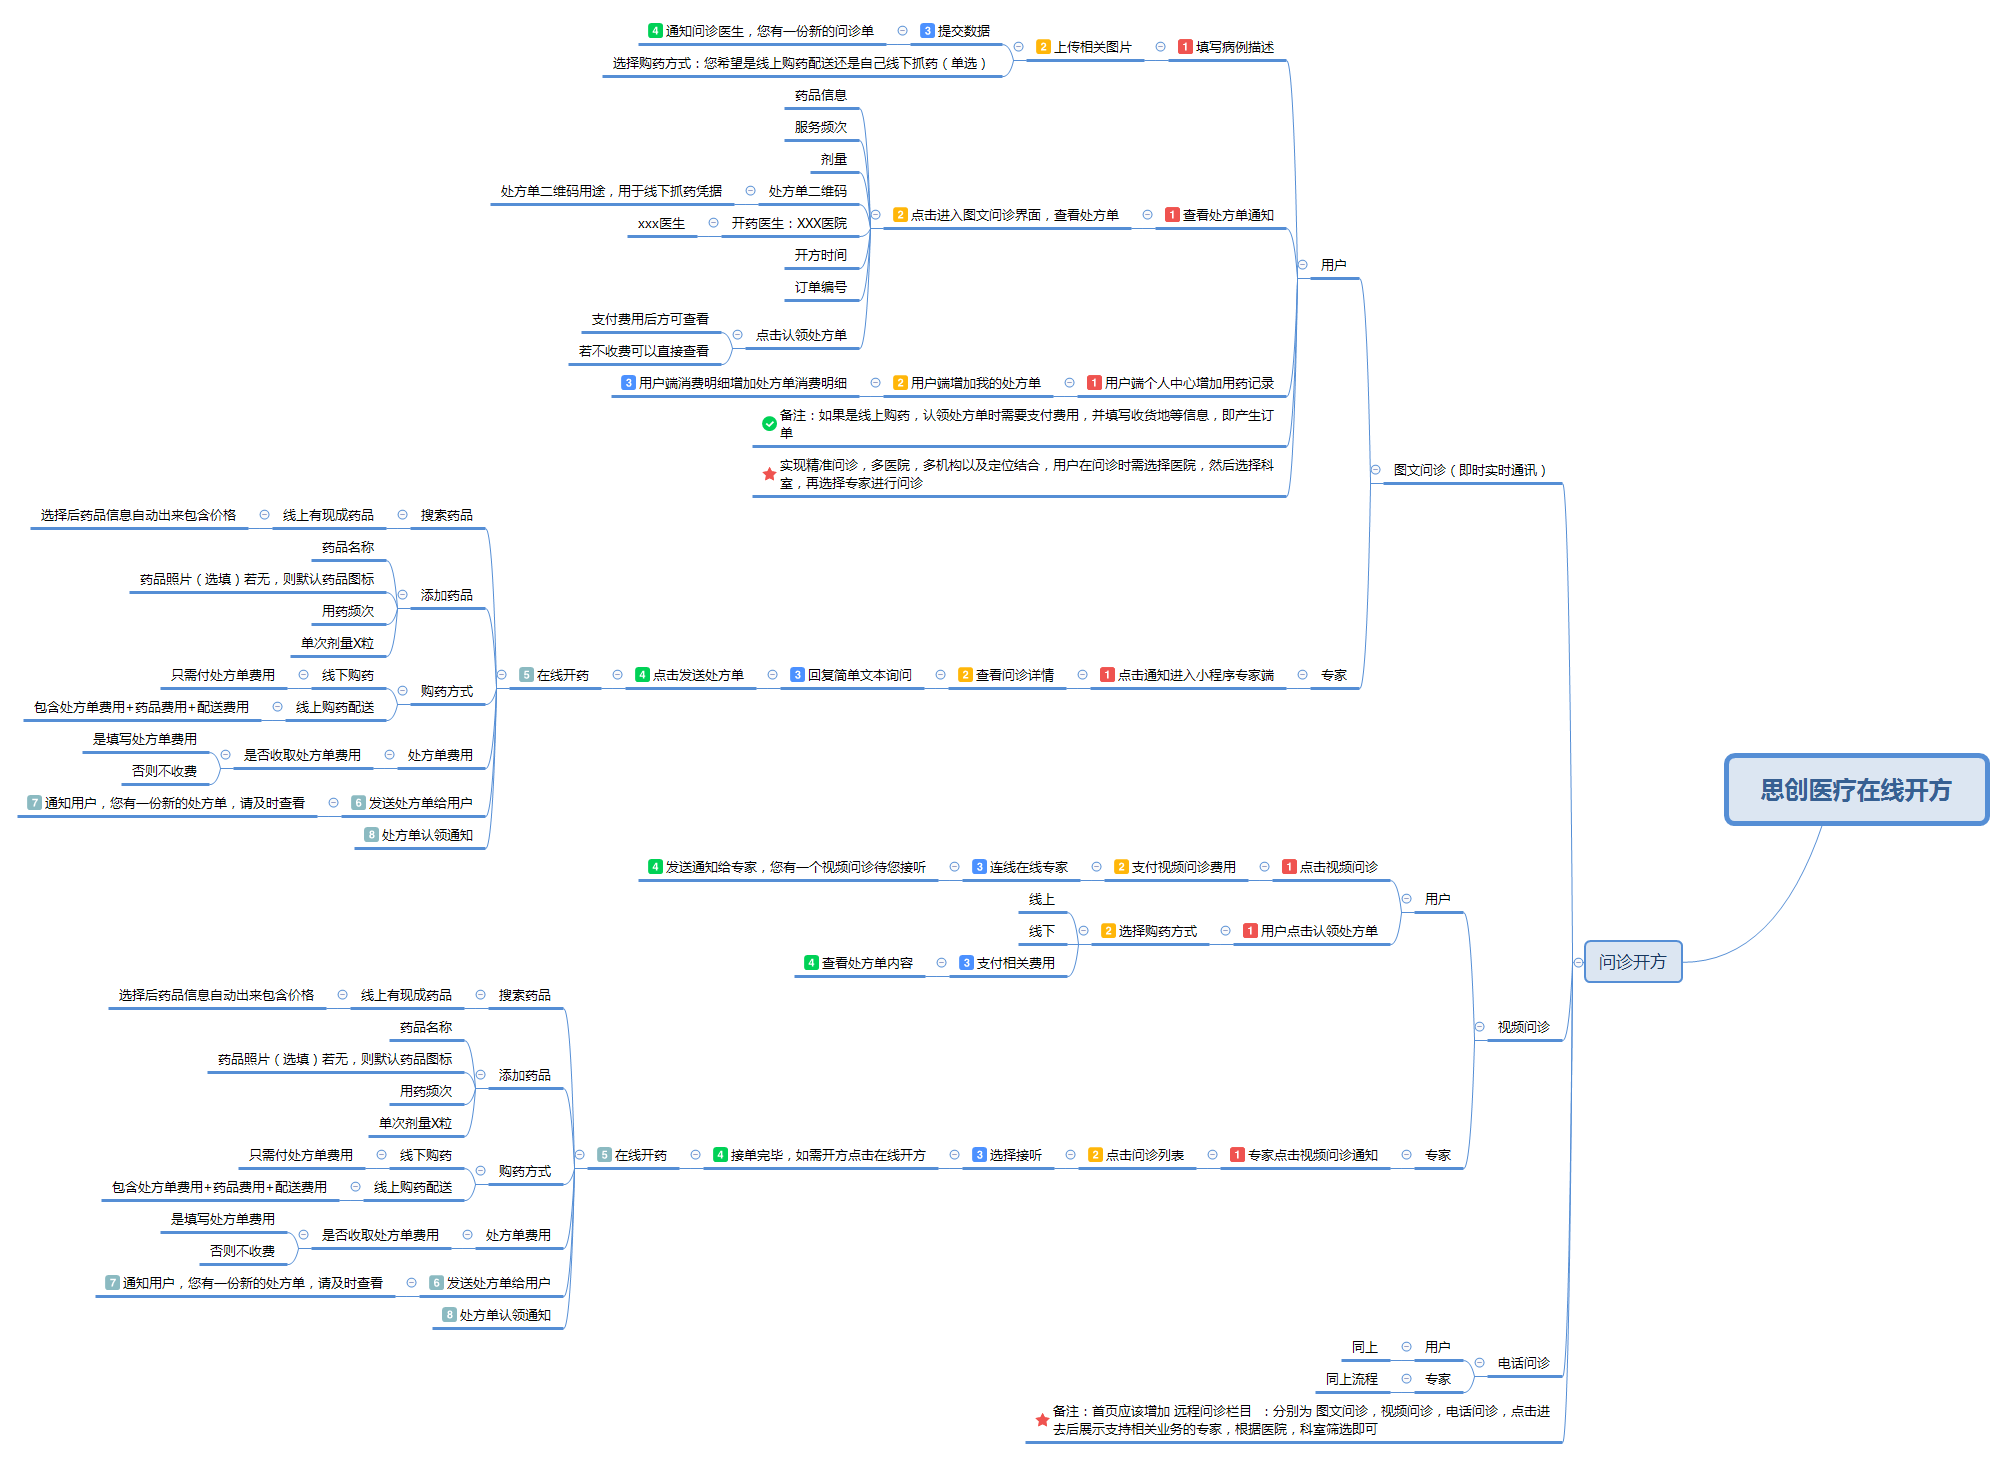 思创医疗在线开方
问诊开方
图文问诊（即时实时通讯）
用户
1 填写病例描述
2 上传相关图片
3 提交数据
4 通知问诊医生，您有一份新的问诊单
选择购药方式：您希望是线上购药配送还是自己线下抓药（单选）
1 查看处方单通知
2 点击进入图文问诊界面，查看处方单
药品信息
服务频次
剂量
处方单二维码
处方单二维码用途，用于线下抓药凭据
开药医生：XXX医院
xxx医生
开方时间
订单编号
点击认领处方单
支付费用后方可查看
若不收费可以直接查看
1 用户端个人中心增加用药记录
2 用户端增加我的处方单
3 用户端消费明细增加处方单消费明细
备注：如果是线上购药，认领处方单时需要支付费用，并填写收货地等信息，即产生订
单
实现精准问诊，多医院，多机构以及定位结合，用户在问诊时需选择医院，然后选择科
室，再选择专家进行问诊
专家
1 点击通知进入小程序专家端
2 查看问诊详情
3 回复简单文本询问
4 点击发送处方单
5 在线开药
搜索药品
线上有现成药品
选择后药品信息自动出来包含价格
添加药品
药品名称
药品照片（选填）若无，则默认药品图标
用药频次
单次剂量X粒
购药方式
线下购药
只需付处方单费用
线上购药配送
包含处方单费用+药品费用+配送费用
处方单费用
是否收取处方单费用
是填写处方单费用
否则不收费
6 发送处方单给用户
7 通知用户，您有一份新的处方单，请及时查看
8 处方单认领通知
视频问诊
用户
1 点击视频问诊
2 支付视频问诊费用
3 连线在线专家
4 发送通知给专家，您有一个视频问诊待您接听
1 用户点击认领处方单
2 选择购药方式
线上
线下
3 支付相关费用
4 查看处方单内容
专家
1 专家点击视频问诊通知
2 点击问诊列表
3 选择接听
4 接单完毕，如需开方点击在线开方
5 在线开药
搜索药品
线上有现成药品
选择后药品信息自动出来包含价格
添加药品
药品名称
药品照片（选填）若无，则默认药品图标
用药频次
单次剂量X粒
购药方式
线下购药
只需付处方单费用
线上购药配送
包含处方单费用+药品费用+配送费用
处方单费用
是否收取处方单费用
是填写处方单费用
否则不收费
6 发送处方单给用户
7 通知用户，您有一份新的处方单，请及时查看
8 处方单认领通知
电话问诊
用户
同上
专家
同上流程
备注：首页应该增加 远程问诊栏目 ；分别为 图文问诊，视频问诊，电话问诊，点击进
去后展示支持相关业务的专家，根据医院，科室筛选即可